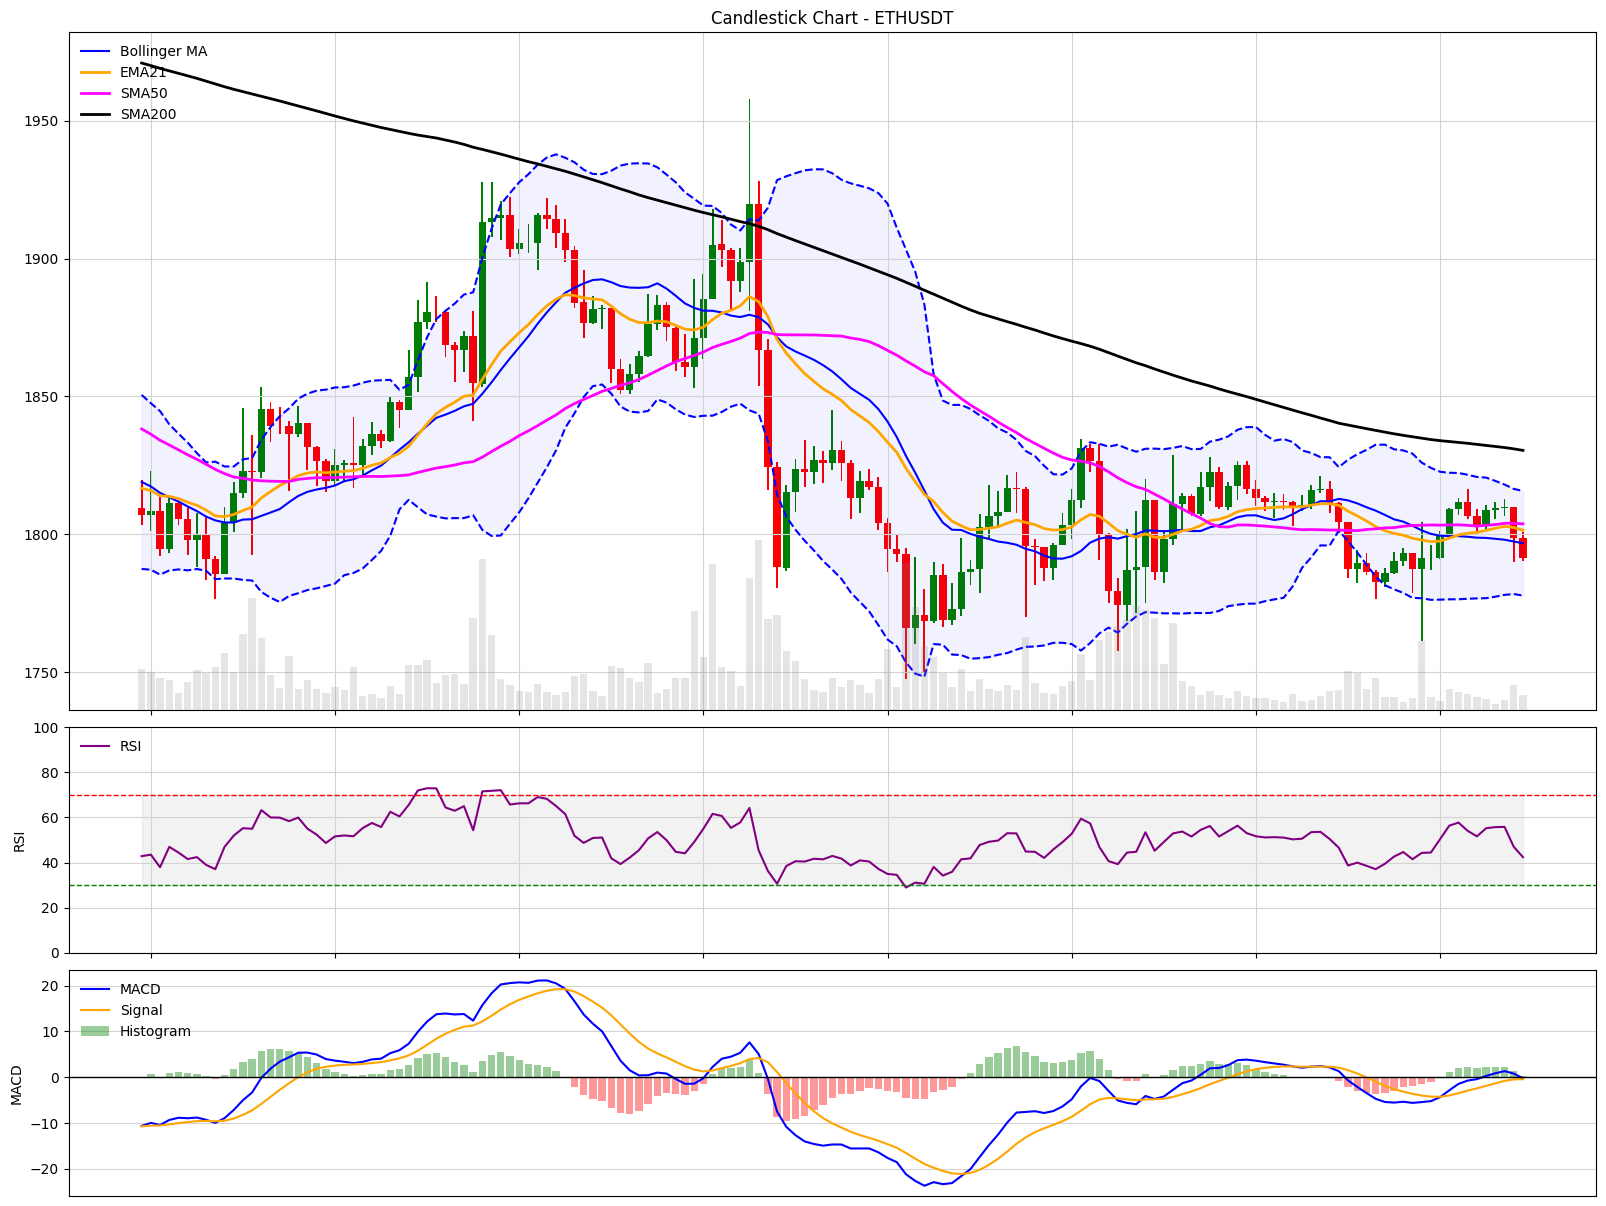 Candlestick Chart - ETHUSDT
Bollinger MA
EMA21
SMA50
SMA200
1950
1900
1850
1800
1750
100
80
60
40
20
0
RSI
RSI
20
10
0
−10
−20
MACD
MACD
Signal
Histogram